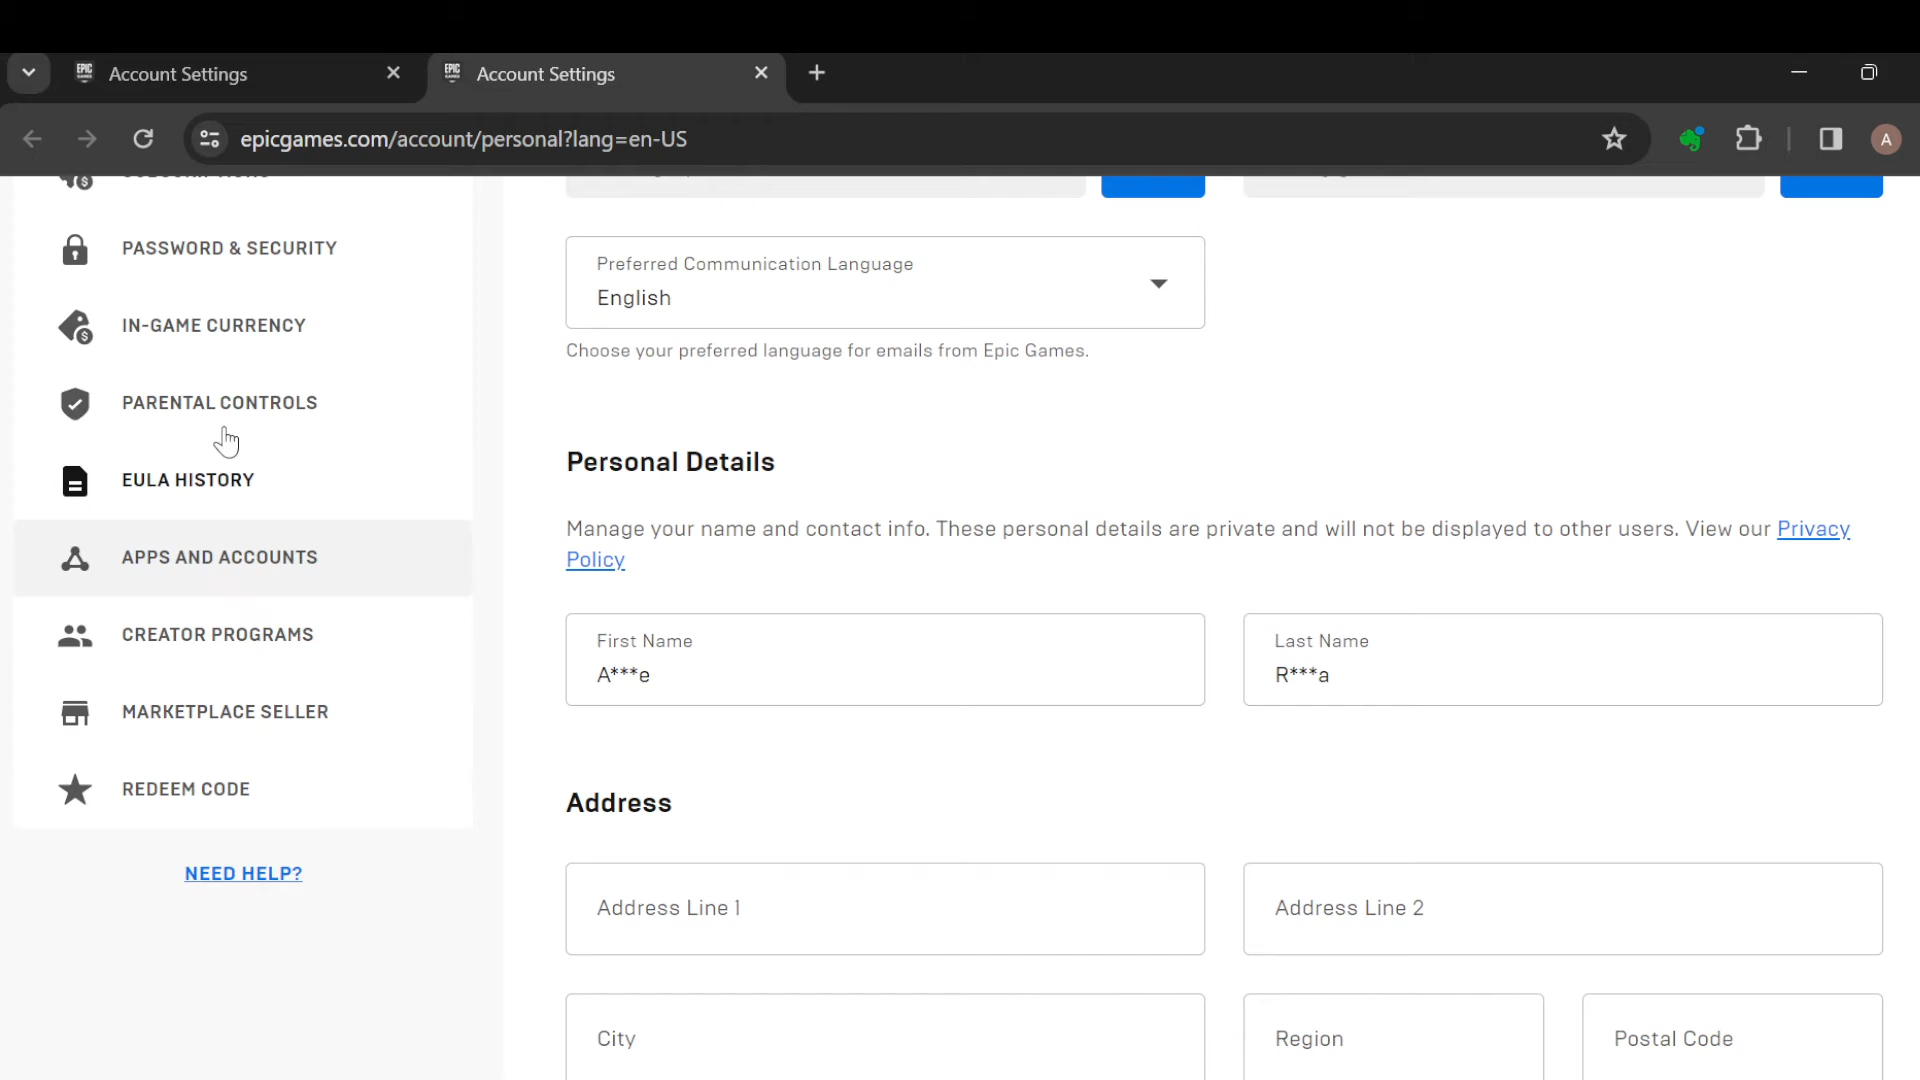 Account Settings
Account Settings
epicgames.com/account/personal?lang=en-US
A
PASSWORD & SECURITY
IN-GAME CURRENCY
PARENTAL CONTROLS
EULA HISTORY
APPS AND ACCOUNTS
CREATOR PROGRAMS
MARKETPLACE SELLER
REDEEM CODE
NEED HELP?
Preferred Communication Language
English
Choose your preferred language for emails from Epic Games.
Personal Details
Manage your name and contact info. These personal details are private and will not be displayed to other users. View our Privacy
Policy
First Name
A***e
Last Name
R***a
Address
Address Line 1
Address Line 2
City
Region
Postal Code